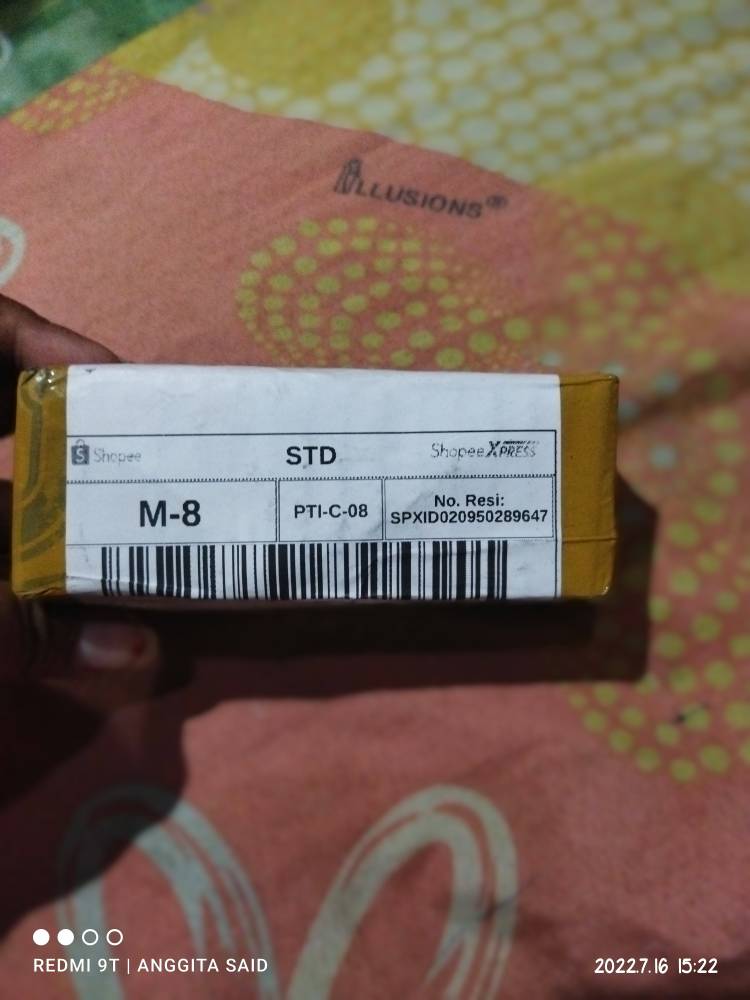 ILLUSIONS®
Shopee
STD
Shopee XPRESS
M-8
PTI-C-08
No. Resi:
SPXID020950289647
REDMI 9T | ANGGITA SAID
2022.7.16 15:22